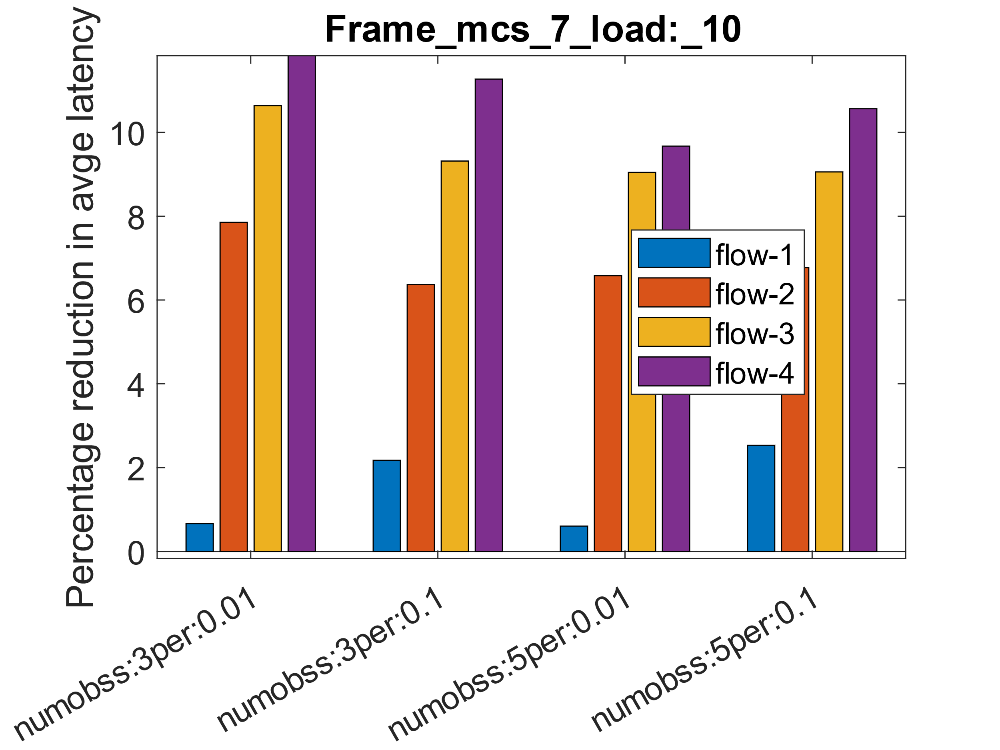 Frame_mcs_7_load:_10
Percentage reduction in avge latency
10
8
6
4
2
0
flow-1
flow-2
flow-3
flow-4
numobss:3per:0.01
numobss:3per:0.1
numobss:5per:0.01
numobss:5per:0.1